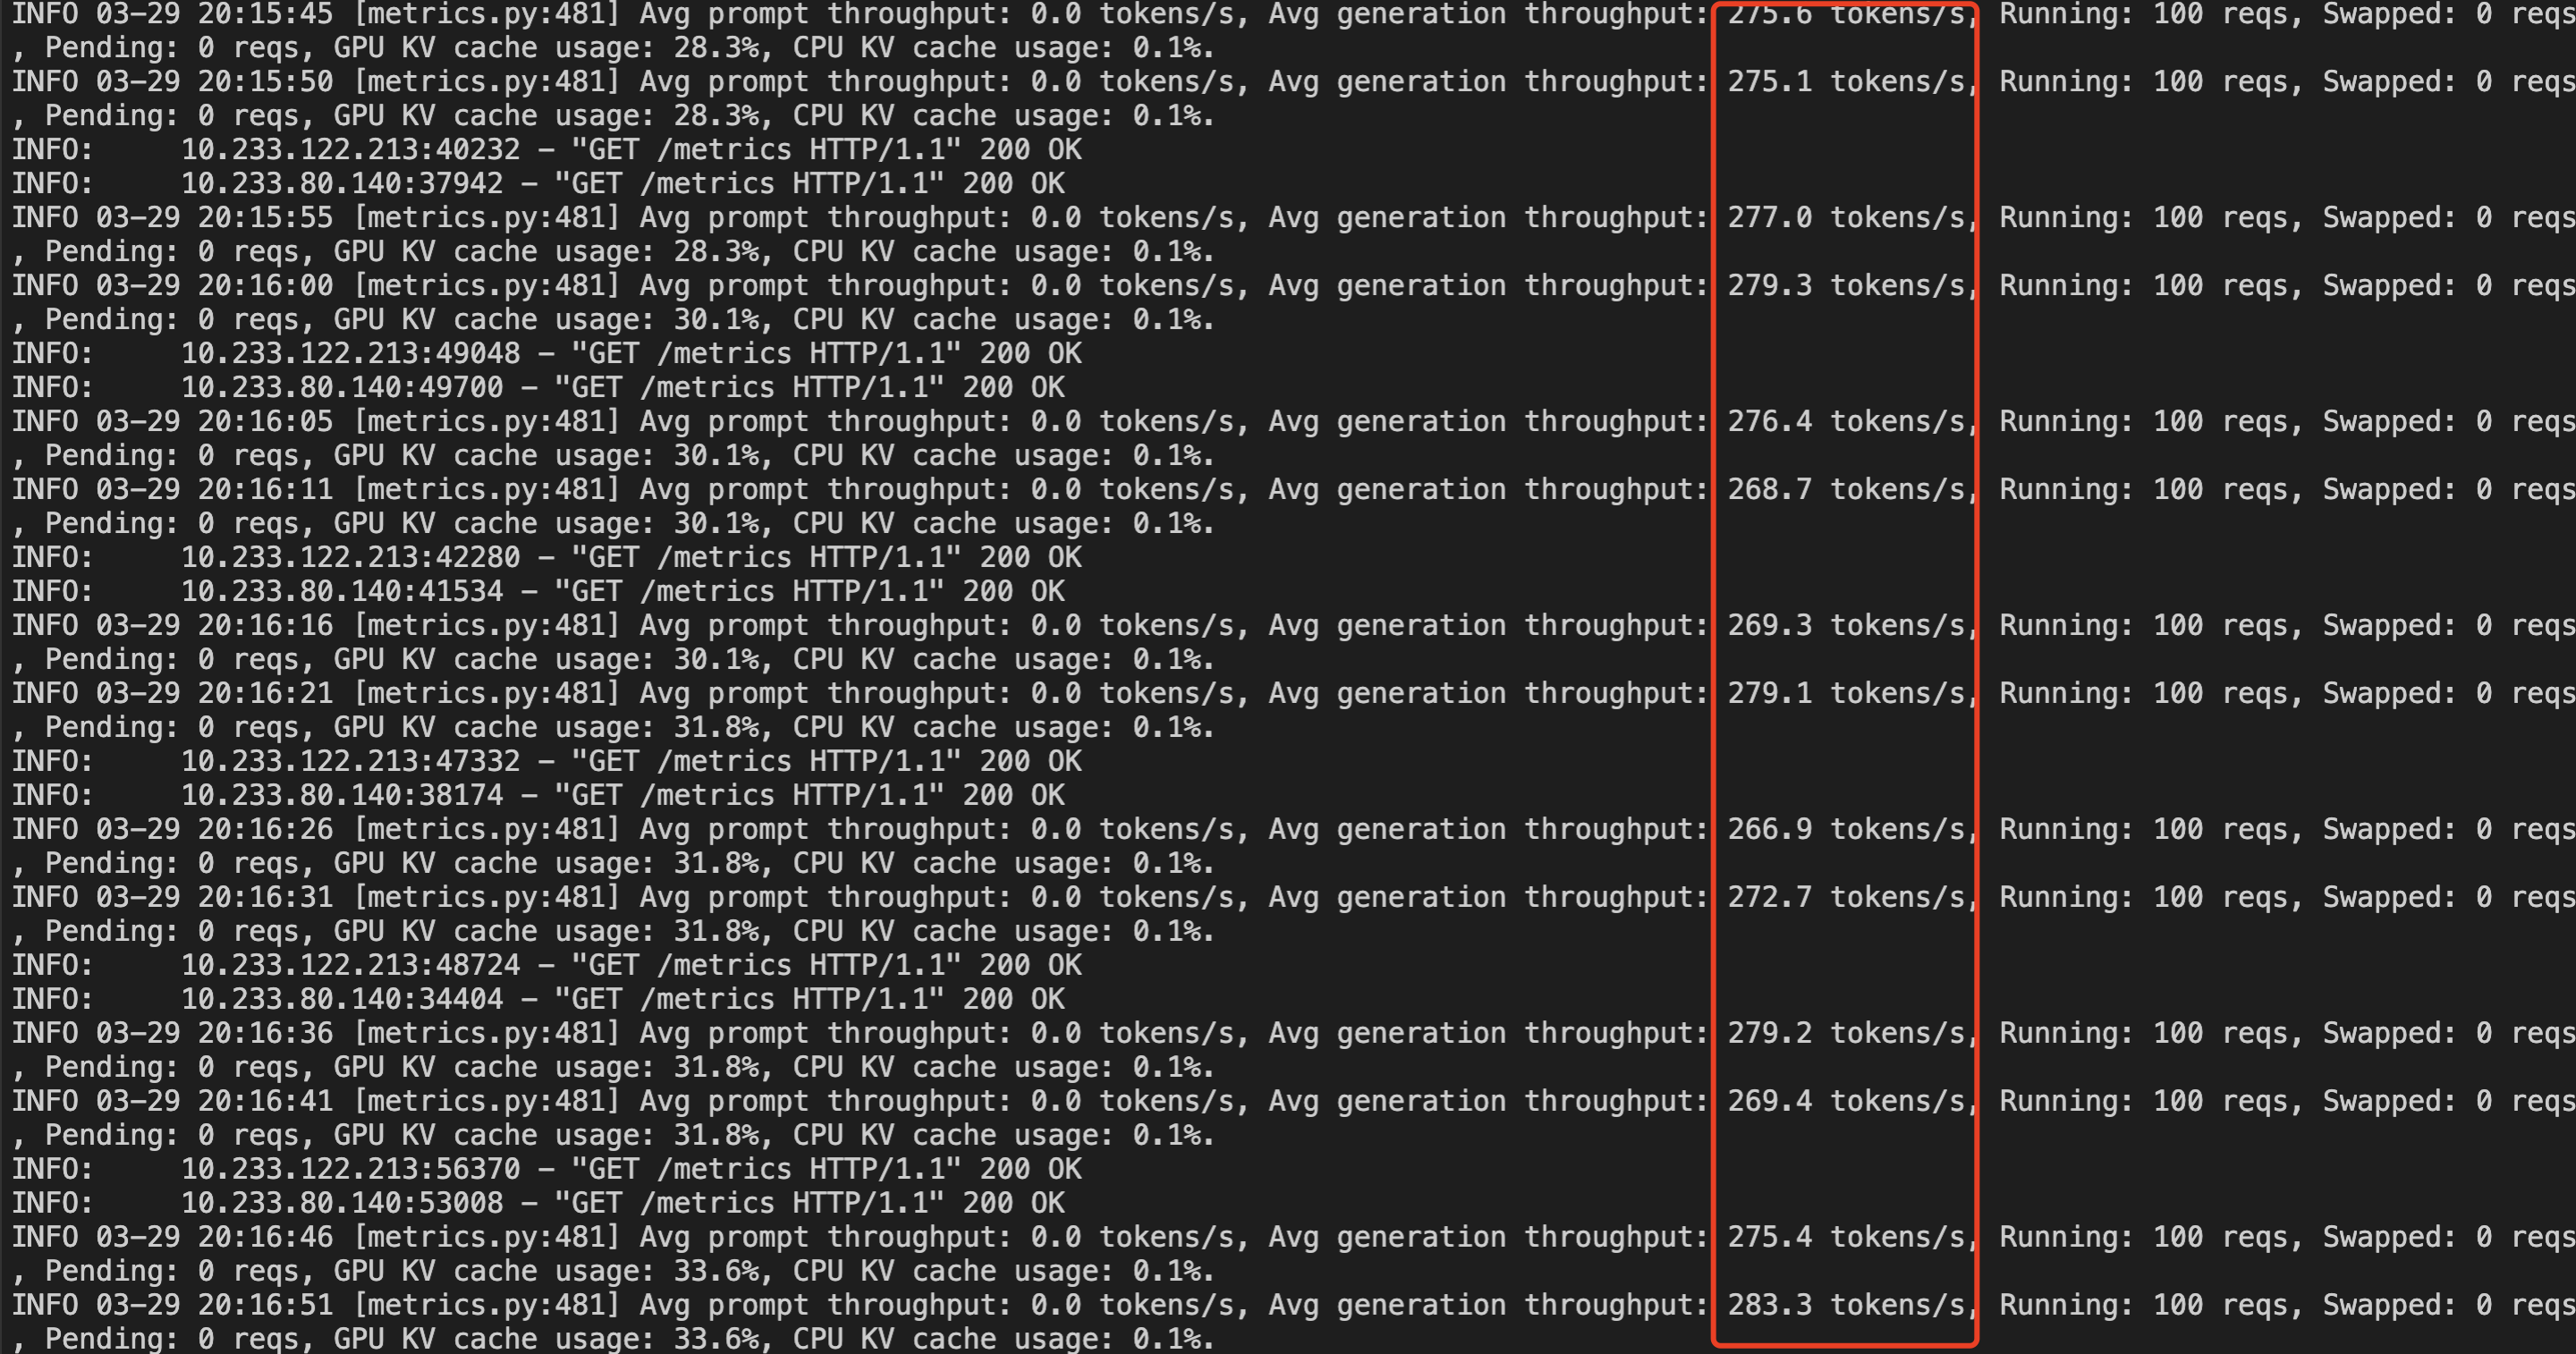 INFO 03-29 20:15:45 [metrics.py:481] Avg prompt throughput: 0.0 tokens/s, Avg generation throughput: 275.6 tokens/s, Running: 100 reqs, Swapped: 0 reqs
, Pending: 0 reqs, GPU KV cache usage: 28.3%, CPU KV cache usage: 0.1%.
INFO 03-29 20:15:50 [metrics.py:481] Avg prompt throughput: 0.0 tokens/s, Avg generation throughput: 275.1 tokens/s, Running: 100 reqs, Swapped: 0 reqs
, Pending: 0 reqs, GPU KV cache usage: 28.3%, CPU KV cache usage: 0.1%.
INFO:     10.233.122.213:40232 - "GET /metrics HTTP/1.1" 200 OK
INFO:     10.233.80.140:37942 - "GET /metrics HTTP/1.1" 200 OK
INFO 03-29 20:15:55 [metrics.py:481] Avg prompt throughput: 0.0 tokens/s, Avg generation throughput: 277.0 tokens/s, Running: 100 reqs, Swapped: 0 reqs
, Pending: 0 reqs, GPU KV cache usage: 28.3%, CPU KV cache usage: 0.1%.
INFO 03-29 20:16:00 [metrics.py:481] Avg prompt throughput: 0.0 tokens/s, Avg generation throughput: 279.3 tokens/s, Running: 100 reqs, Swapped: 0 reqs
, Pending: 0 reqs, GPU KV cache usage: 30.1%, CPU KV cache usage: 0.1%.
INFO:     10.233.122.213:49048 - "GET /metrics HTTP/1.1" 200 OK
INFO:     10.233.80.140:49700 - "GET /metrics HTTP/1.1" 200 OK
INFO 03-29 20:16:05 [metrics.py:481] Avg prompt throughput: 0.0 tokens/s, Avg generation throughput: 276.4 tokens/s, Running: 100 reqs, Swapped: 0 reqs
, Pending: 0 reqs, GPU KV cache usage: 30.1%, CPU KV cache usage: 0.1%.
INFO 03-29 20:16:11 [metrics.py:481] Avg prompt throughput: 0.0 tokens/s, Avg generation throughput: 268.7 tokens/s, Running: 100 reqs, Swapped: 0 reqs
, Pending: 0 reqs, GPU KV cache usage: 30.1%, CPU KV cache usage: 0.1%.
INFO:     10.233.122.213:42280 - "GET /metrics HTTP/1.1" 200 OK
INFO:     10.233.80.140:41534 - "GET /metrics HTTP/1.1" 200 OK
INFO 03-29 20:16:16 [metrics.py:481] Avg prompt throughput: 0.0 tokens/s, Avg generation throughput: 269.3 tokens/s, Running: 100 reqs, Swapped: 0 reqs
, Pending: 0 reqs, GPU KV cache usage: 30.1%, CPU KV cache usage: 0.1%.
INFO 03-29 20:16:21 [metrics.py:481] Avg prompt throughput: 0.0 tokens/s, Avg generation throughput: 279.1 tokens/s, Running: 100 reqs, Swapped: 0 reqs
, Pending: 0 reqs, GPU KV cache usage: 31.8%, CPU KV cache usage: 0.1%.
INFO:     10.233.122.213:47332 - "GET /metrics HTTP/1.1" 200 OK
INFO:     10.233.80.140:38174 - "GET /metrics HTTP/1.1" 200 OK
INFO 03-29 20:16:26 [metrics.py:481] Avg prompt throughput: 0.0 tokens/s, Avg generation throughput: 266.9 tokens/s, Running: 100 reqs, Swapped: 0 reqs
, Pending: 0 reqs, GPU KV cache usage: 31.8%, CPU KV cache usage: 0.1%.
INFO 03-29 20:16:31 [metrics.py:481] Avg prompt throughput: 0.0 tokens/s, Avg generation throughput: 272.7 tokens/s, Running: 100 reqs, Swapped: 0 reqs
, Pending: 0 reqs, GPU KV cache usage: 31.8%, CPU KV cache usage: 0.1%.
INFO:     10.233.122.213:48724 - "GET /metrics HTTP/1.1" 200 OK
INFO:     10.233.80.140:34404 - "GET /metrics HTTP/1.1" 200 OK
INFO 03-29 20:16:36 [metrics.py:481] Avg prompt throughput: 0.0 tokens/s, Avg generation throughput: 279.2 tokens/s, Running: 100 reqs, Swapped: 0 reqs
, Pending: 0 reqs, GPU KV cache usage: 31.8%, CPU KV cache usage: 0.1%.
INFO 03-29 20:16:41 [metrics.py:481] Avg prompt throughput: 0.0 tokens/s, Avg generation throughput: 269.4 tokens/s, Running: 100 reqs, Swapped: 0 reqs
, Pending: 0 reqs, GPU KV cache usage: 31.8%, CPU KV cache usage: 0.1%.
INFO:     10.233.122.213:56370 - "GET /metrics HTTP/1.1" 200 OK
INFO:     10.233.80.140:53008 - "GET /metrics HTTP/1.1" 200 OK
INFO 03-29 20:16:46 [metrics.py:481] Avg prompt throughput: 0.0 tokens/s, Avg generation throughput: 275.4 tokens/s, Running: 100 reqs, Swapped: 0 reqs
, Pending: 0 reqs, GPU KV cache usage: 33.6%, CPU KV cache usage: 0.1%.
INFO 03-29 20:16:51 [metrics.py:481] Avg prompt throughput: 0.0 tokens/s, Avg generation throughput: 283.3 tokens/s, Running: 100 reqs, Swapped: 0 reqs
, Pending: 0 reqs, GPU KV cache usage: 33.6%, CPU KV cache usage: 0.1%.